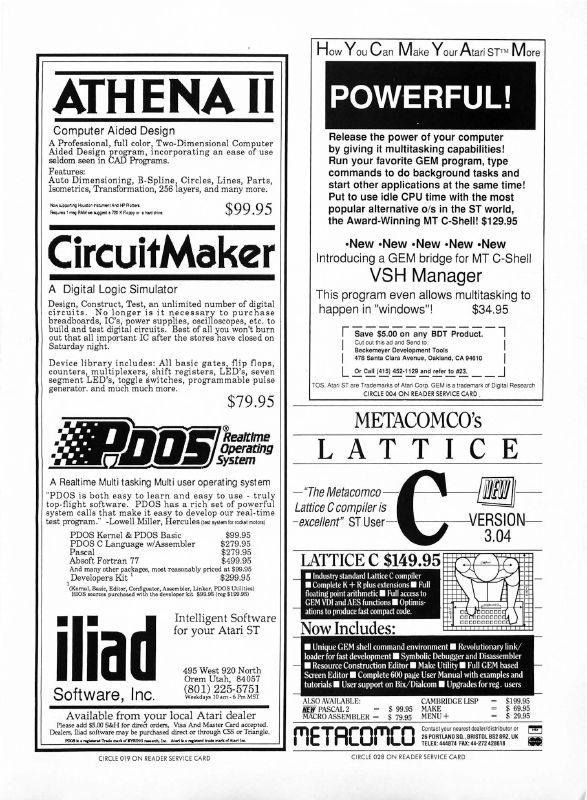 ATHENA II
Computer Aided Design
A Professional, full color, Two-Dimensional Computer
Aided Design program, incorporating an ease of use
seldom seen in CAD Programs.
Features:
Auto Dimensioning, B-Spline, Circles, Lines, Parts,
Isometrics, Transformation, 256 layers, and many more.
Now supporting Houston Instument And HP Plotters
Requires 1 meg RAM we suggest a 720 K Floppy or a hard drive
$99.95
CircuitMaker
A Digital Logic Simulator
Design, Construct, Test, an unlimited number of digital
circuits. No longer is it necessary to purchase
breadboards, IC's, power supplies, oscilloscopes, etc. to
build and test digital circuits. Best of all you won't burn
out that all important IC after the stores have closed on
Saturday night.
Device library includes: All basic gates, flip flops,
counters, multiplexers, shift registers, LED's, seven
segment LED's, toggle switches, programmable pulse
generator. and much much more.
$79.95
PDOS® Realtime
Operating
System
A Realtime Multi tasking Multi user operating system
"PDOS is both easy to learn and easy to use - truly
top-flight software. PDOS has a rich set of powerful
system calls that make it easy to develop our real-time
test program." -Lowell Miller, Hercules (test system for rocket motors)
PDOS Kernel & PDOS Basic $99.95
PDOS C Language w/Assembler $279.95
Pascal $279.95
Absoft Fortran 77 $499.95
And many other packages, most reasonably priced at $99.95
Developers Kit 1 $299.95
1 (Kernal, Basic, Editor, Configurator, Assembler, Linker, PDOS Utilities)
BIOS sources purchased with the developer kit $99.95 (reg $199.95)
iliad
Software, Inc.
Intelligent Software
for your Atari ST
495 West 920 North
Orem Utah, 84057
(801) 225-5751
Weekdays 10 am - 6 Pm MST
Available from your local Atari dealer
Please add $5.00 S&H for direct orders, Visa And Master Card accepted.
Dealers, Iliad software may be purchased direct or through CSS or Triangle.
PDOS is a registered Trade mark of EYRING research, Inc. Atari is a registerd trade mark of Atari Inc.
CIRCLE 019 ON READER SERVICE CARD
How You Can Make Your Atari ST™ More
POWERFUL!
Release the power of your computer
by giving it multitasking capabilities!
Run your favorite GEM program, type
commands to do background tasks and
start other applications at the same time!
Put to use idle CPU time with the most
popular alternative o/s in the ST world,
the Award-Winning MT C-Shell! $129.95
•New •New •New •New •New
Introducing a GEM bridge for MT C-Shell
VSH Manager
This program even allows multitasking to
happen in "windows"! $34.95
Save $5.00 on any BDT Product.
Cut out this ad and Send to:
Beckemeyer Development Tools
478 Santa Clara Avenue, Oakland, CA 94610
Or Call (415) 452-1129 and refer to #23.
TOS, Atari ST are Trademarks of Atari Corp. GEM is a trademark of Digital Research
CIRCLE 004 ON READER SERVICE CARD.
METACOMCO's
LATTICE
C
"The Metacomco
Lattice C compiler is
excellent" ST User
NEW
VERSION
3.04
LATTICE C $149.95
■ Industry standard Lattice C compiler
■ Complete K + R plus extensions ■ Full
floating point arithmetic ■ Full access to
GEM VDI and AES functions ■ Optimis-
ations to produce fast compact code.
Now Includes:
■ Unique GEM shell command environment ■ Revolutionary link/
loader for fast development ■ Symbolic Debugger and Disassembler
■ Resource Construction Editor ■ Make Utility ■ Full GEM based
Screen Editor ■ Complete 600 page User Manual with examples and
tutorials ■ User support on Bix/Dialcom ■ Upgrades for reg. users
ALSO AVAILABLE:
NEW PASCAL 2 = $ 99.95
MACRO ASSEMBLER = $ 79.95
CAMBRIDGE LISP = $199.95
MAKE = $ 69.95
MENU + = $ 29.95
METACOMCO
Contact your nearest dealer/distributor or
26 PORTLAND SQ., BRISTOL BS2 8RZ. UK
TELEX: 444874 FAX: 44-272-428618
CIRCLE 028 ON READER SERVICE CARD